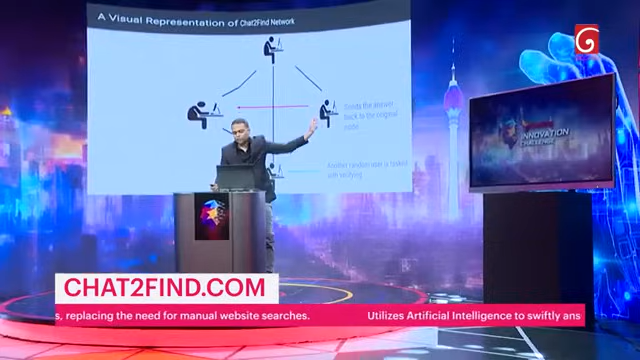 A Visual Representation of Chat2Find Network
Sends the answer
back to the original
node.
Another random user is tasked
with verifying.
INNOVATION
CHALLENGE
CHAT2FIND.COM
s, replacing the need for manual website searches.
Utilizes Artificial Intelligence to swiftly ans